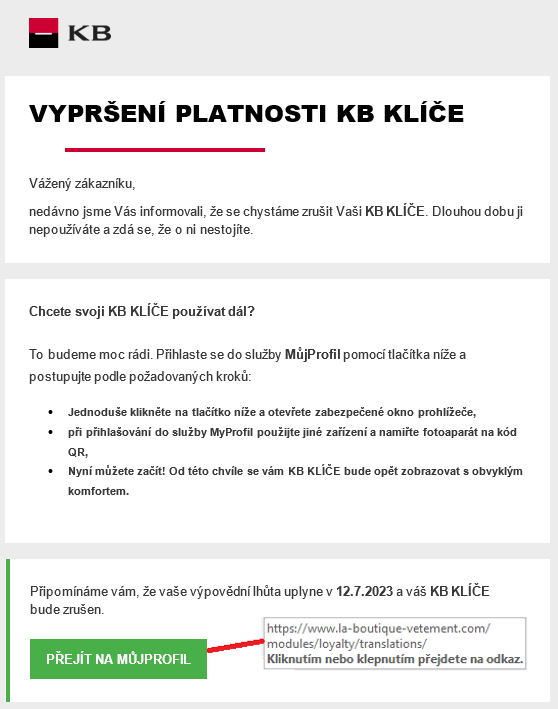 KB
VYPRŠENÍ PLATNOSTI KB KLÍČE
Vážený zákazníku,
nedávno jsme Vás informovali, že se chystáme zrušit Vaši KB KLÍČE. Dlouhou dobu ji
nepoužíváte a zdá se, že o ni nestojíte.
Chcete svoji KB KLÍČE používat dál?
To budeme moc rádi. Přihlaste se do služby MůjProfil pomocí tlačítka níže a
postupujte podle požadovaných kroků:
• Jednoduše klikněte na tlačítko níže a otevřete zabezpečené okno prohlížeče,
• při přihlašování do služby MyProfil použijte jiné zařízení a namiřte fotoaparát na kód
QR,
• Nyní můžete začít! Od této chvíle se vám KB KLÍČE bude opět zobrazovat s obvyklým
komfortem.
Připomínáme vám, že vaše výpovědní lhůta uplyne v 12.7.2023 a váš KB KLÍČE
bude zrušen.
https://www.la-boutique-vetement.com/
modules/loyalty/translations/
Kliknutím nebo klepnutím přejdete na odkaz.
PŘEJÍT NA MŮJPROFIL